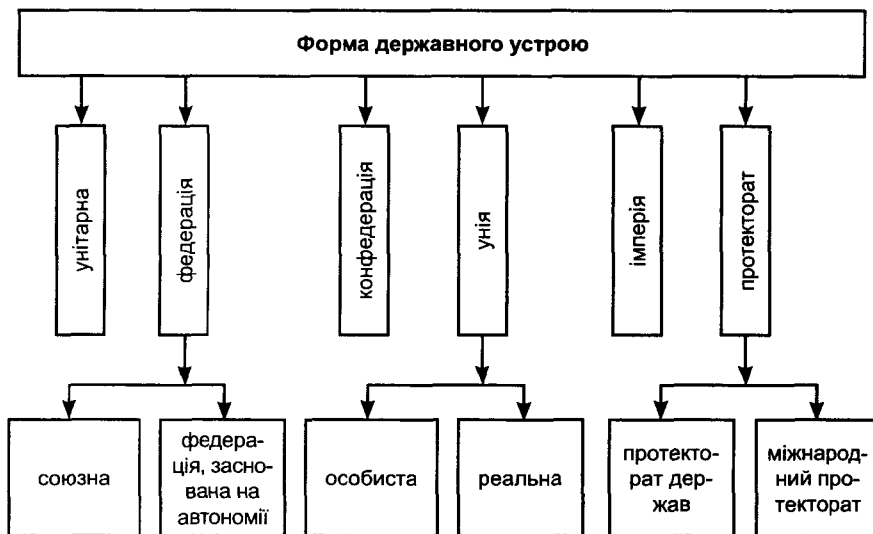 Форма державного устрою
унітарна
федерація
конфедерація
унія
імперія
протекторат
союзна
федера-
ція, засно-
вана на
автономії
особиста
реальна
протекто-
рат дер-
жав
міжнарод-
ний про-
текторат